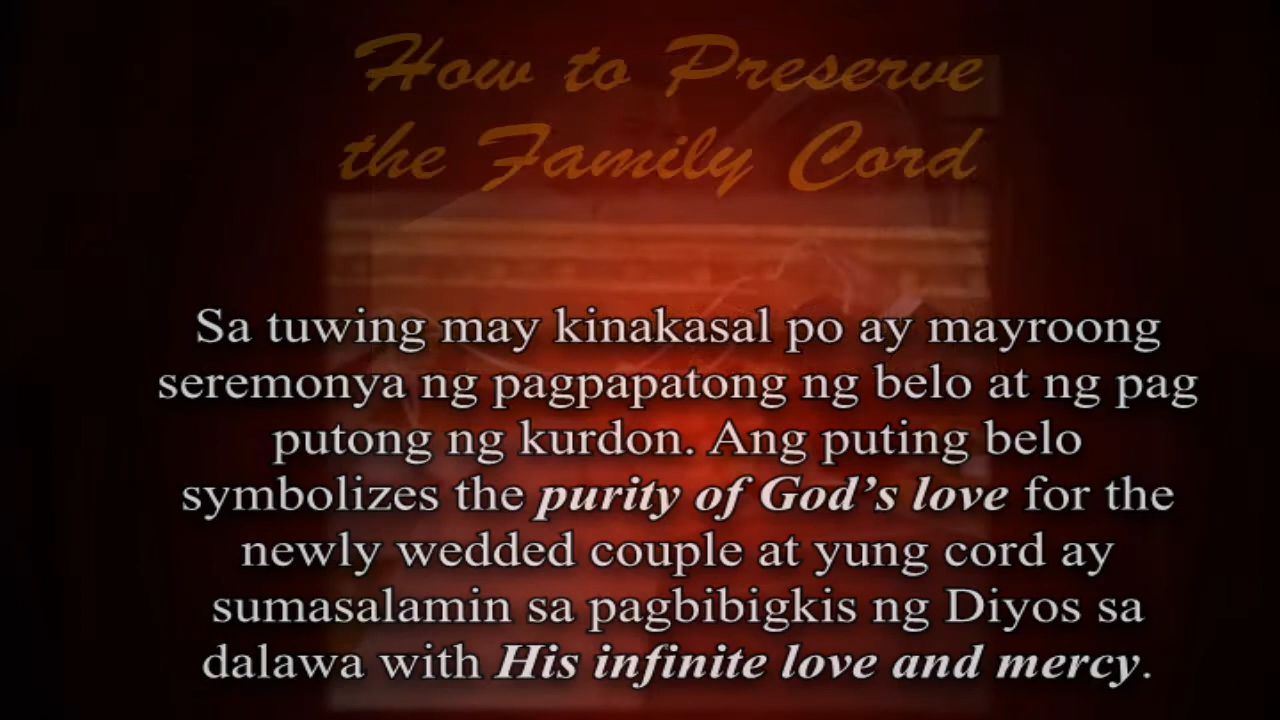 How to Preserve
the Family Cord
Sa tuwing may kinakasal po ay mayroong
seremonya ng pagpapatong ng belo at ng pag
putong ng kurdon. Ang puting belo
symbolizes the purity of God’s love for the
newly wedded couple at yung cord ay
sumasalamin sa pagbibigkis ng Diyos sa
dalawa with His infinite love and mercy.